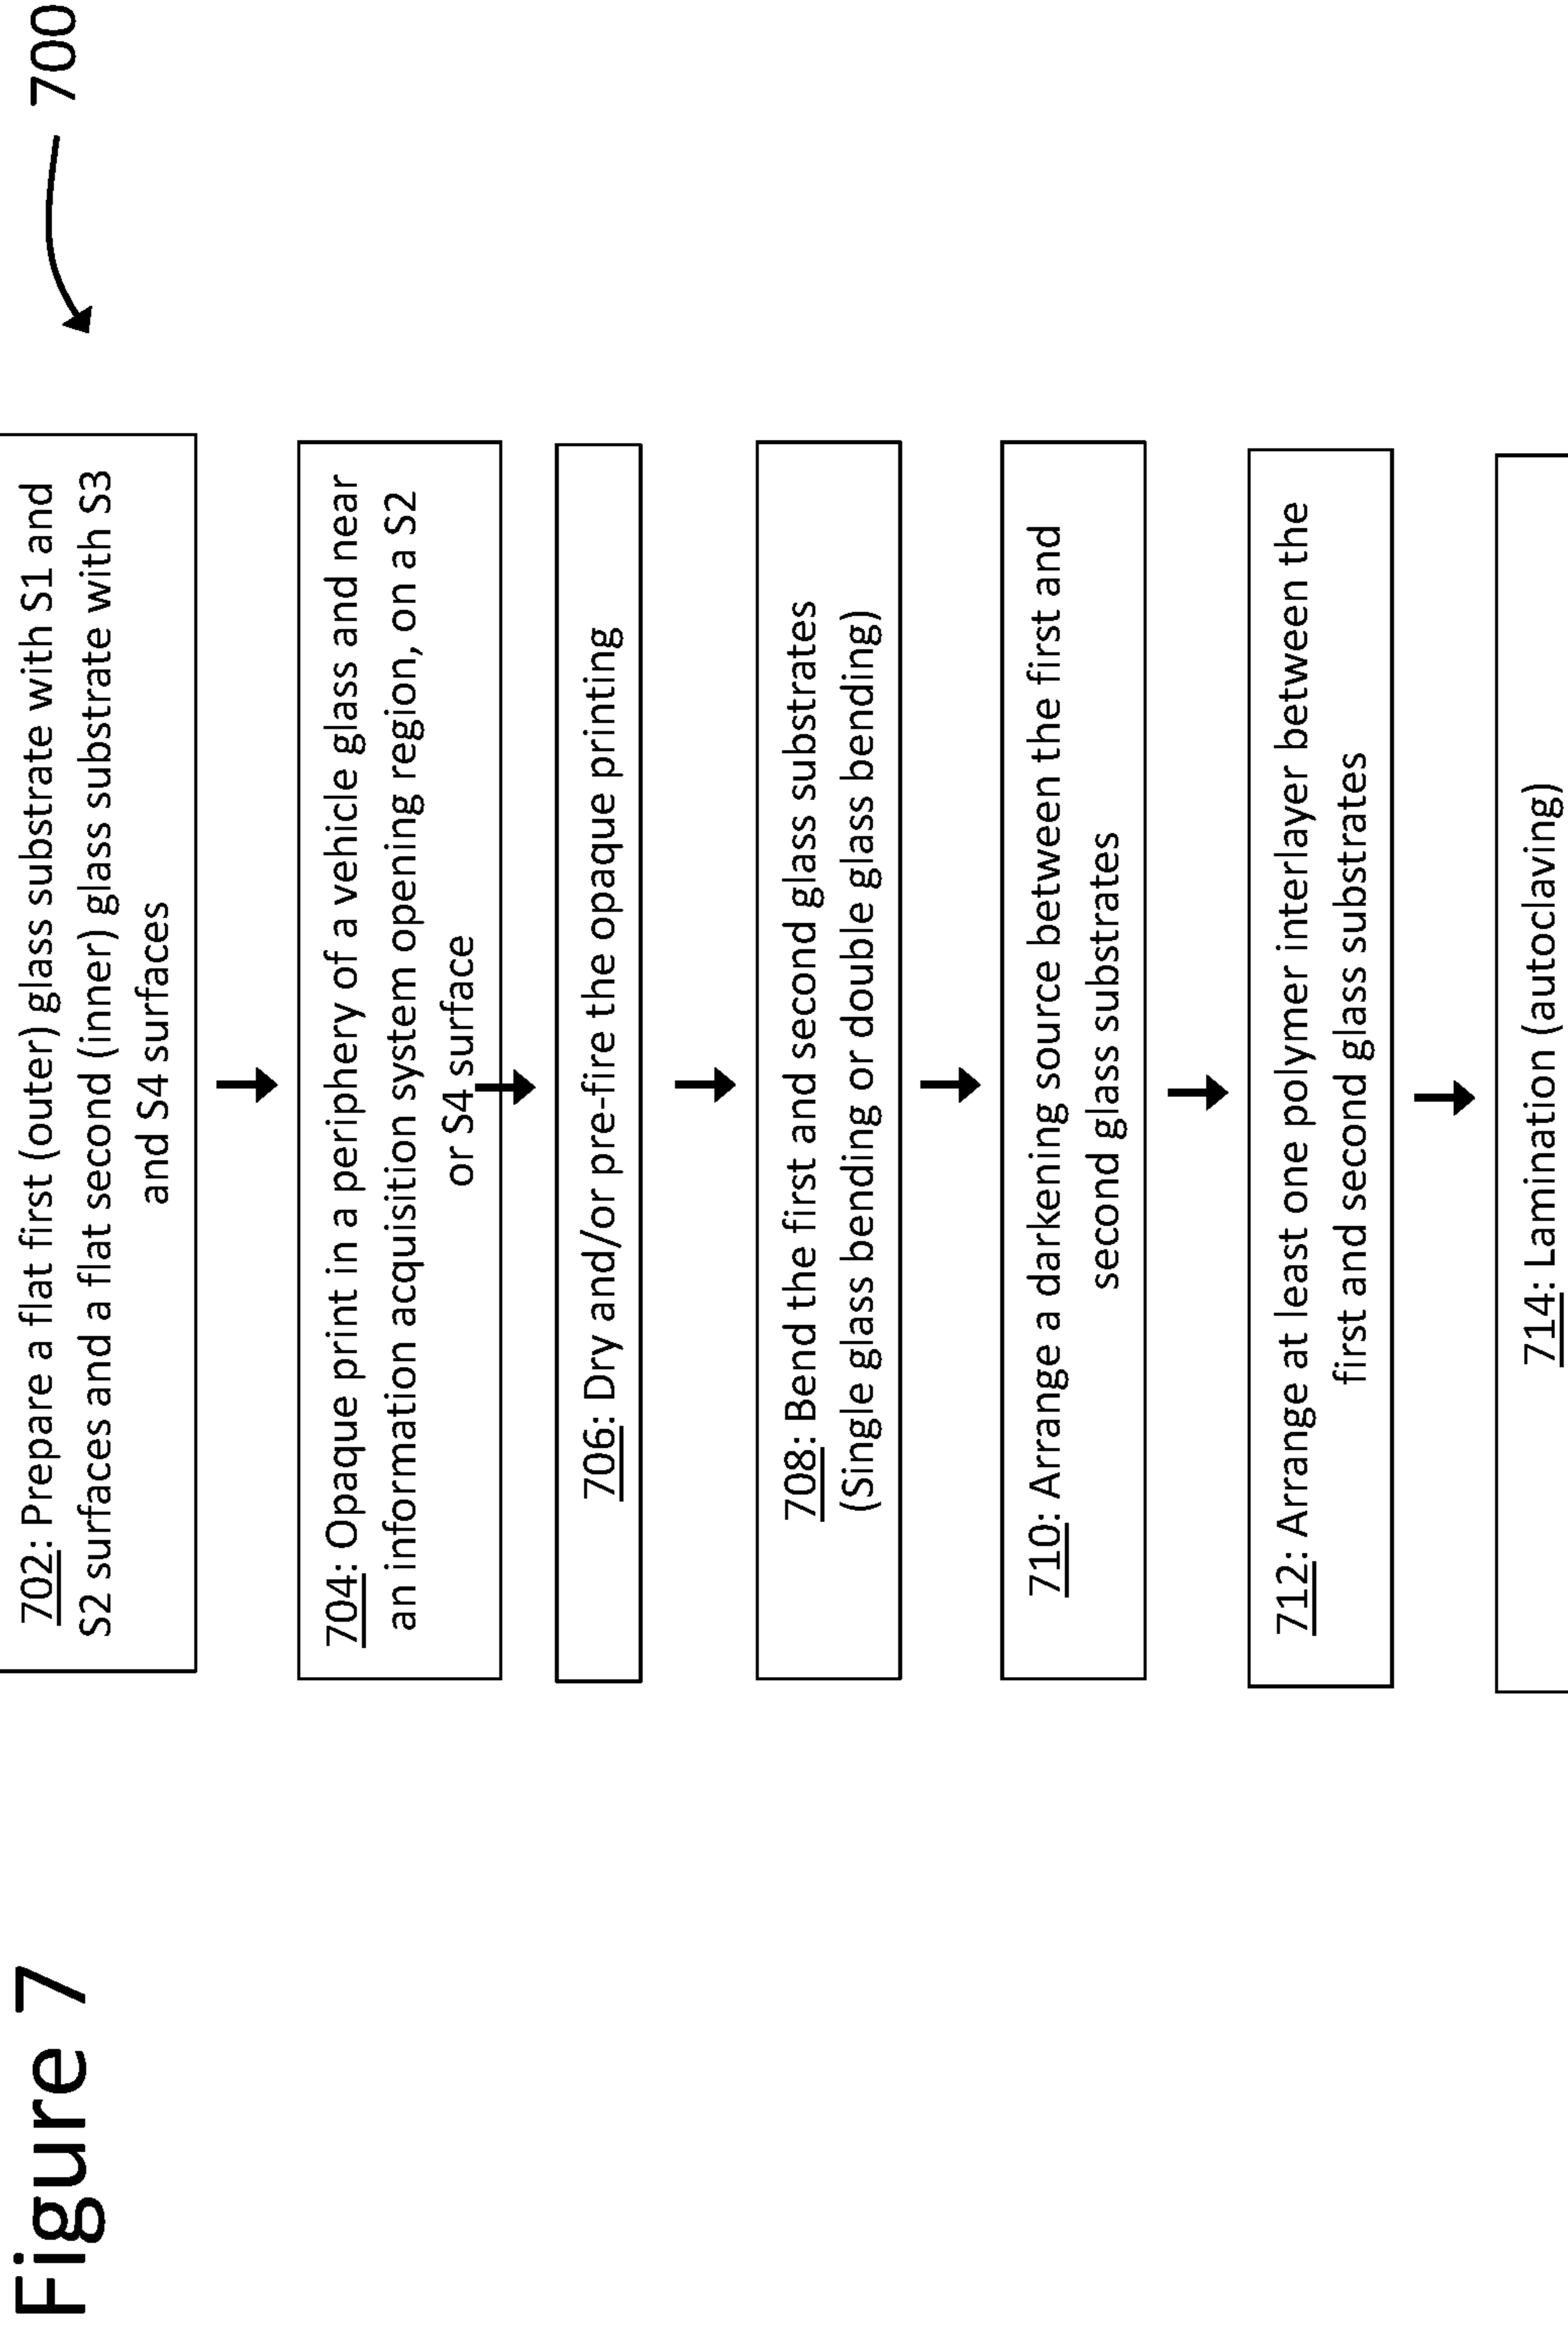 Figure 7
700
702: Prepare a flat first (outer) glass substrate with S1 and
S2 surfaces and a flat second (inner) glass substrate with S3
and S4 surfaces
704: Opaque print in a periphery of a vehicle glass and near
an information acquisition system opening region, on a S2
or S4 surface
706: Dry and/or pre-fire the opaque printing
708: Bend the first and second glass substrates
(Single glass bending or double glass bending)
710: Arrange a darkening source between the first and
second glass substrates
712: Arrange at least one polymer interlayer between the
first and second glass substrates
714: Lamination (autoclaving)